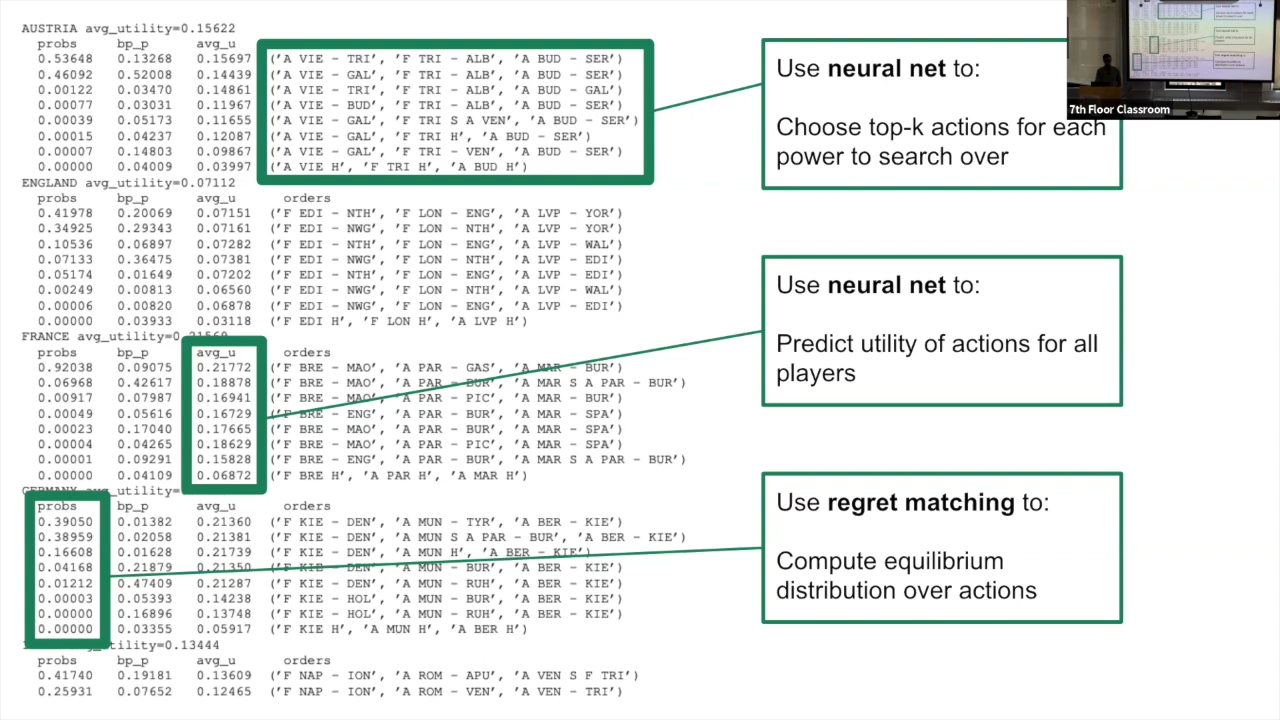 AUSTRIA avg_utility=0.15622
probs bp_p avg_u
0.53648 0.13268 0.15697 ('A VIE - TRI', 'F TRI - ALB', 'A BUD - SER')
0.46092 0.52008 0.14439 ('A VIE - GAL', 'F TRI - ALB', 'A BUD - SER')
0.00122 0.03470 0.14861 ('A VIE - TRI', 'F TRI - ALB', 'A BUD - GAL')
0.00077 0.03031 0.11967 ('A VIE - BUD', 'F TRI - ALB', 'A BUD - SER')
0.00039 0.05173 0.11655 ('A VIE - GAL', 'F TRI S A VEN', 'A BUD - SER')
0.00015 0.04237 0.12087 ('A VIE - GAL', 'F TRI H', 'A BUD - SER')
0.00007 0.14803 0.09867 ('A VIE - GAL', 'F TRI - VEN', 'A BUD - SER')
0.00000 0.04009 0.03997 ('A VIE H', 'F TRI H', 'A BUD H')
ENGLAND avg_utility=0.07112
probs bp_p avg_u orders
0.41978 0.20069 0.07151 ('F EDI - NTH', 'F LON - ENG', 'A LVP - YOR')
0.34925 0.29343 0.07161 ('F EDI - NWG', 'F LON - NTH', 'A LVP - YOR')
0.10536 0.06897 0.07282 ('F EDI - NTH', 'F LON - ENG', 'A LVP - WAL')
0.07133 0.36475 0.07381 ('F EDI - NWG', 'F LON - NTH', 'A LVP - EDI')
0.05174 0.01649 0.07202 ('F EDI - NTH', 'F LON - ENG', 'A LVP - EDI')
0.00249 0.00813 0.06560 ('F EDI - NWG', 'F LON - NTH', 'A LVP - WAL')
0.00006 0.00820 0.06878 ('F EDI - NWG', 'F LON - ENG', 'A LVP - EDI')
0.00000 0.03933 0.03118 ('F EDI H', 'F LON H', 'A LVP H')
FRANCE avg_utility=0.21569
probs bp_p avg_u orders
0.92038 0.09075 0.21772 ('F BRE - MAO', 'A PAR - GAS', 'A MAR - BUR')
0.06968 0.42617 0.18878 ('F BRE - MAO', 'A PAR - BUR', 'A MAR S A PAR - BUR')
0.00917 0.07987 0.16941 ('F BRE - MAO', 'A PAR - PIC', 'A MAR - BUR')
0.00049 0.05616 0.16729 ('F BRE - ENG', 'A PAR - BUR', 'A MAR - SPA')
0.00023 0.17040 0.17665 ('F BRE - MAO', 'A PAR - BUR', 'A MAR - SPA')
0.00004 0.04265 0.18629 ('F BRE - MAO', 'A PAR - PIC', 'A MAR - SPA')
0.00001 0.09291 0.15828 ('F BRE - ENG', 'A PAR - BUR', 'A MAR S A PAR - BUR')
0.00000 0.04109 0.06872 ('F BRE H', 'A PAR H', 'A MAR H')
GERMANY avg_utility=
probs bp_p avg_u orders
0.39050 0.01382 0.21360 ('F KIE - DEN', 'A MUN - TYR', 'A BER - KIE')
0.38959 0.02058 0.21381 ('F KIE - DEN', 'A MUN S A PAR - BUR', 'A BER - KIE')
0.16608 0.01628 0.21739 ('F KIE - DEN', 'A MUN H', 'A BER - KIE')
0.04168 0.21879 0.21350 ('F KIE - DEN', 'A MUN - BUR', 'A BER - KIE')
0.01212 0.47409 0.21287 ('F KIE - DEN', 'A MUN - RUH', 'A BER - KIE')
0.00003 0.05393 0.14238 ('F KIE - HOL', 'A MUN - BUR', 'A BER - KIE')
0.00000 0.16896 0.13748 ('F KIE - HOL', 'A MUN - RUH', 'A BER - KIE')
0.00000 0.03355 0.05917 ('F KIE H', 'A MUN H', 'A BER H')
avg_utility=0.13444
probs bp_p avg_u orders
0.41740 0.19181 0.13609 ('F NAP - ION', 'A ROM - APU', 'A VEN S F TRI')
0.25931 0.07652 0.12465 ('F NAP - ION', 'A ROM - VEN', 'A VEN - TRI')
Use neural net to:
Choose top-k actions for each
power to search over
Use neural net to:
Predict utility of actions for all
players
Use regret matching to:
Compute equilibrium
distribution over actions
7th Floor Classroom